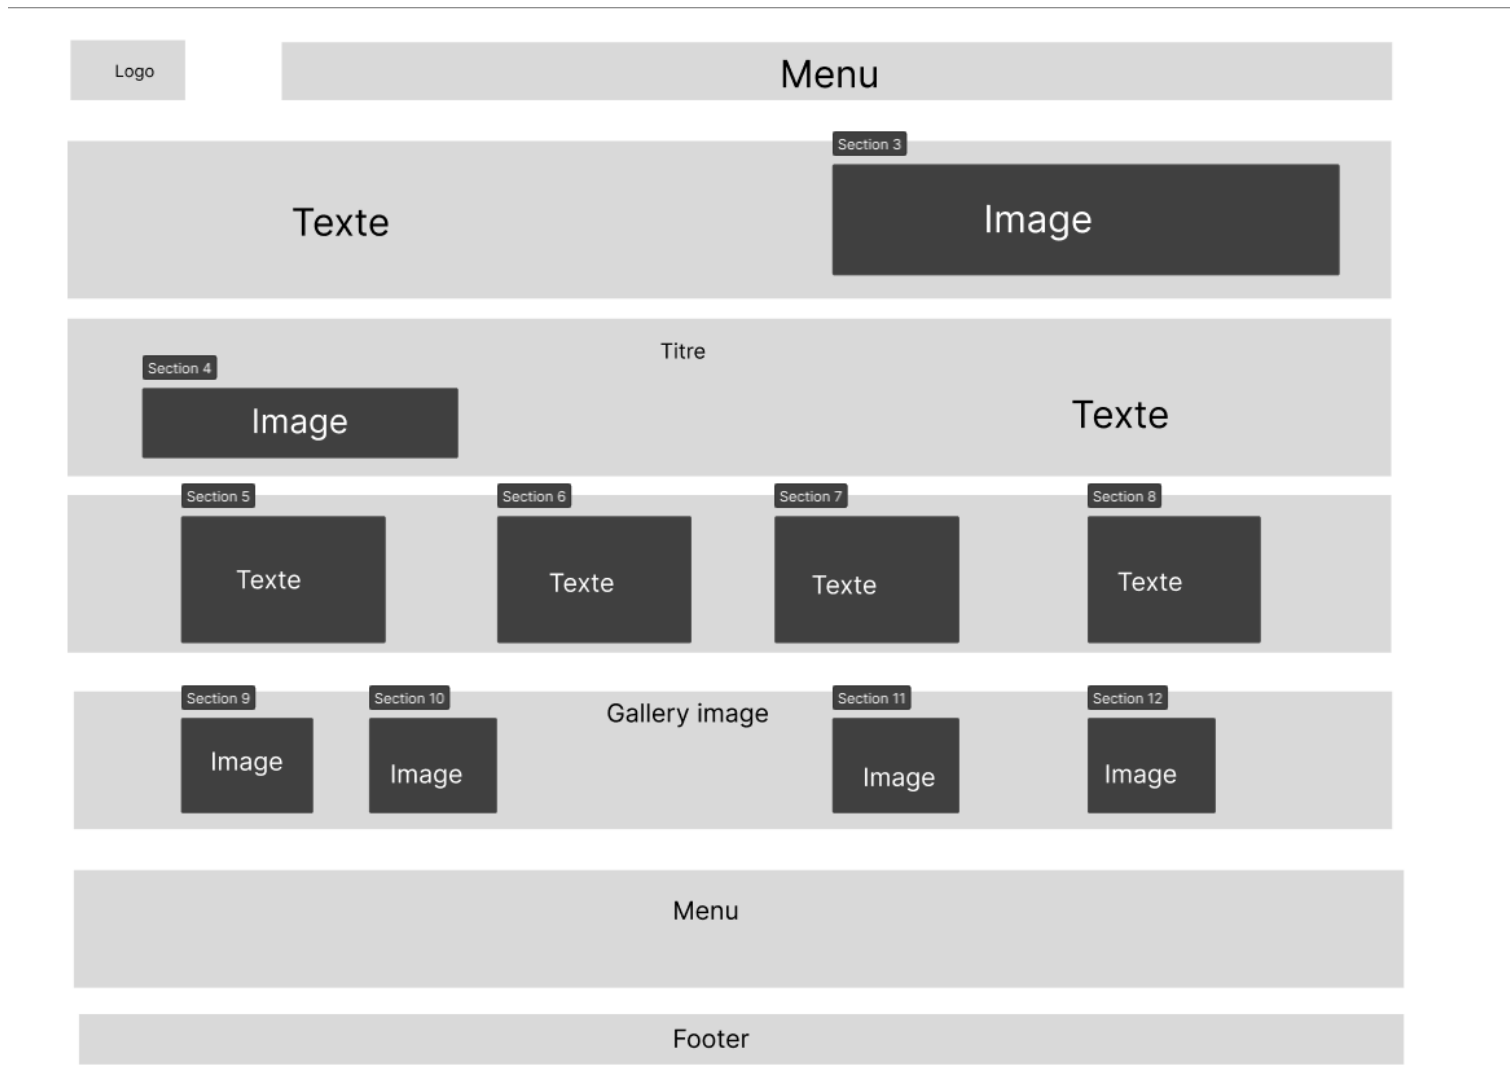 Logo
Menu
Section 3
Texte
Image
Titre
Section 4
Image
Texte
Section 5
Section 6
Section 7
Section 8
Texte
Texte
Texte
Texte
Section 9
Section 10
Gallery image
Section 11
Section 12
Image
Image
Image
Image
Menu
Footer